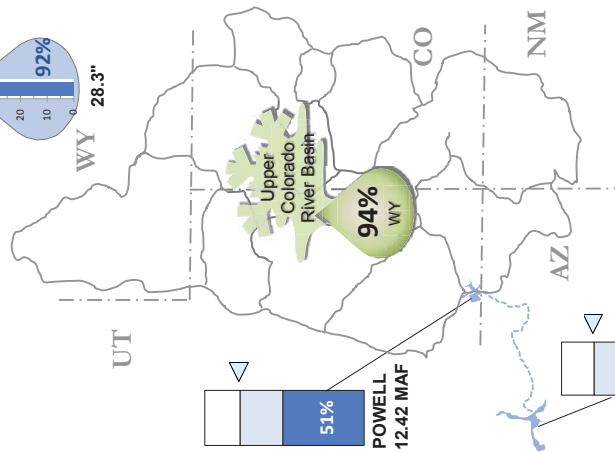 92%
20
10
0
28.3"
WY
CO
NM
Upper
Colorado
River Basin
94%
WY
UT
AZ
51%
POWELL
12.42 MAF